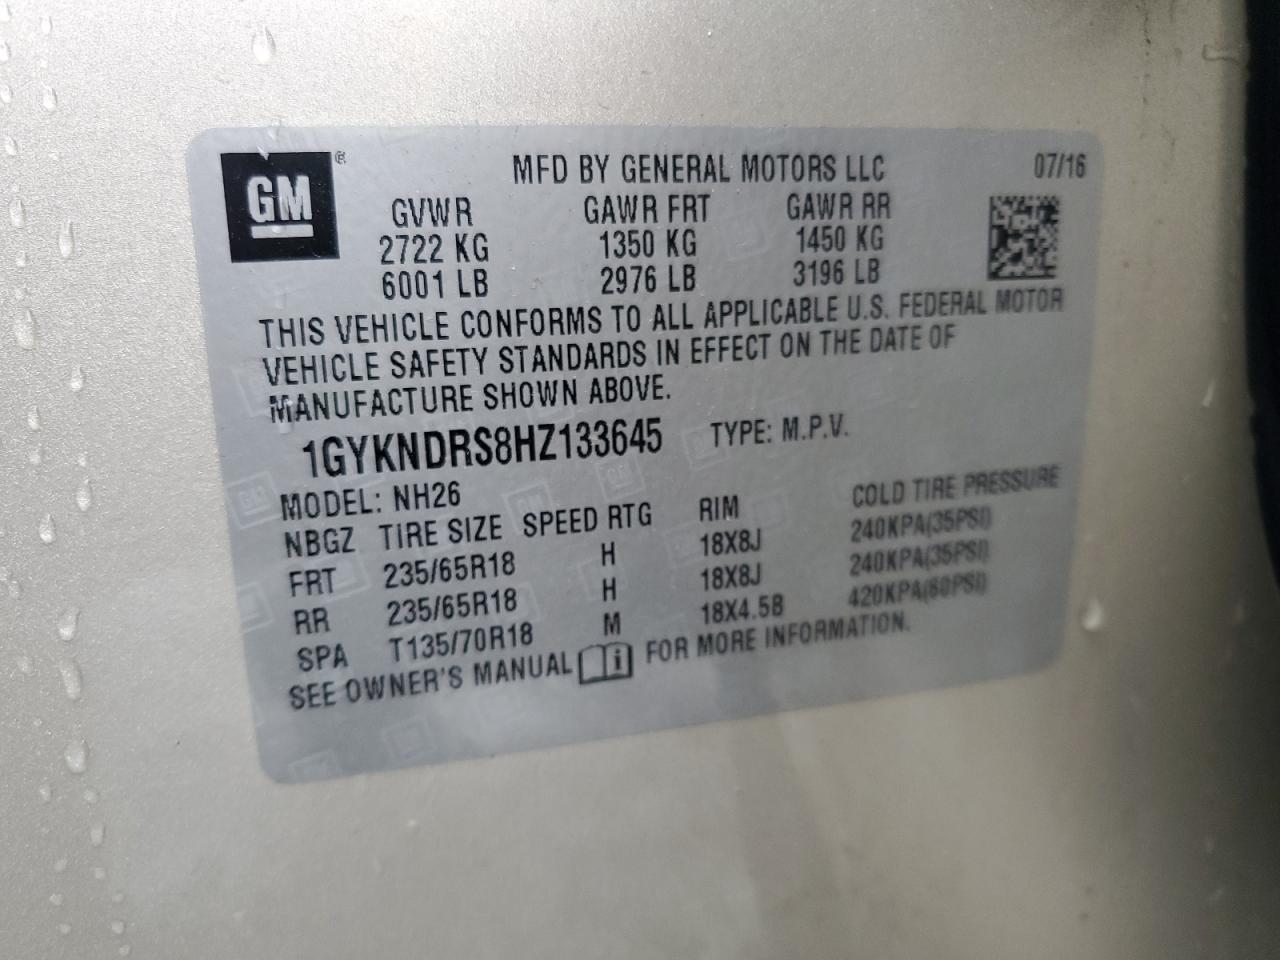 GM ® MFD BY GENERAL MOTORS LLC 07/16
GVWR GAWR FRT GAWR RR
2722 KG 1350 KG 1450 KG
6001 LB 2976 LB 3196 LB
THIS VEHICLE CONFORMS TO ALL APPLICABLE U.S. FEDERAL MOTOR
VEHICLE SAFETY STANDARDS IN EFFECT ON THE DATE OF
MANUFACTURE SHOWN ABOVE.
1GYKNDRS8HZ133645 TYPE: M.P.V.
MODEL: NH26
NBGZ TIRE SIZE SPEED RTG RIM COLD TIRE PRESSURE
FRT 235/65R18 H 18X8J 240KPA(35PSI)
RR 235/65R18 H 18X8J 240KPA(35PSI)
SPA T135/70R18 M 18X4.5B 420KPA(60PSI)
SEE OWNER'S MANUAL i FOR MORE INFORMATION.